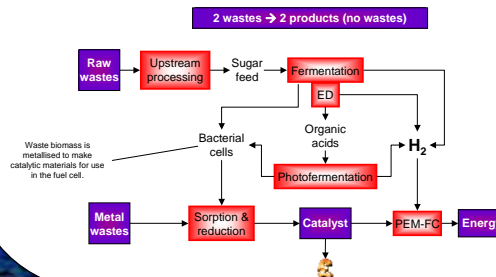 2 wastes → 2 products (no wastes)
Raw
wastes
Upstream
processing
Sugar
feed
Fermentation
ED
Waste biomass is
metallised to make
catalytic materials for use
in the fuel cell.
Bacterial
cells
Organic
acids
H₂
Photofermentation
Metal
wastes
Sorption &
reduction
Catalyst
PEM-FC
Energy
$